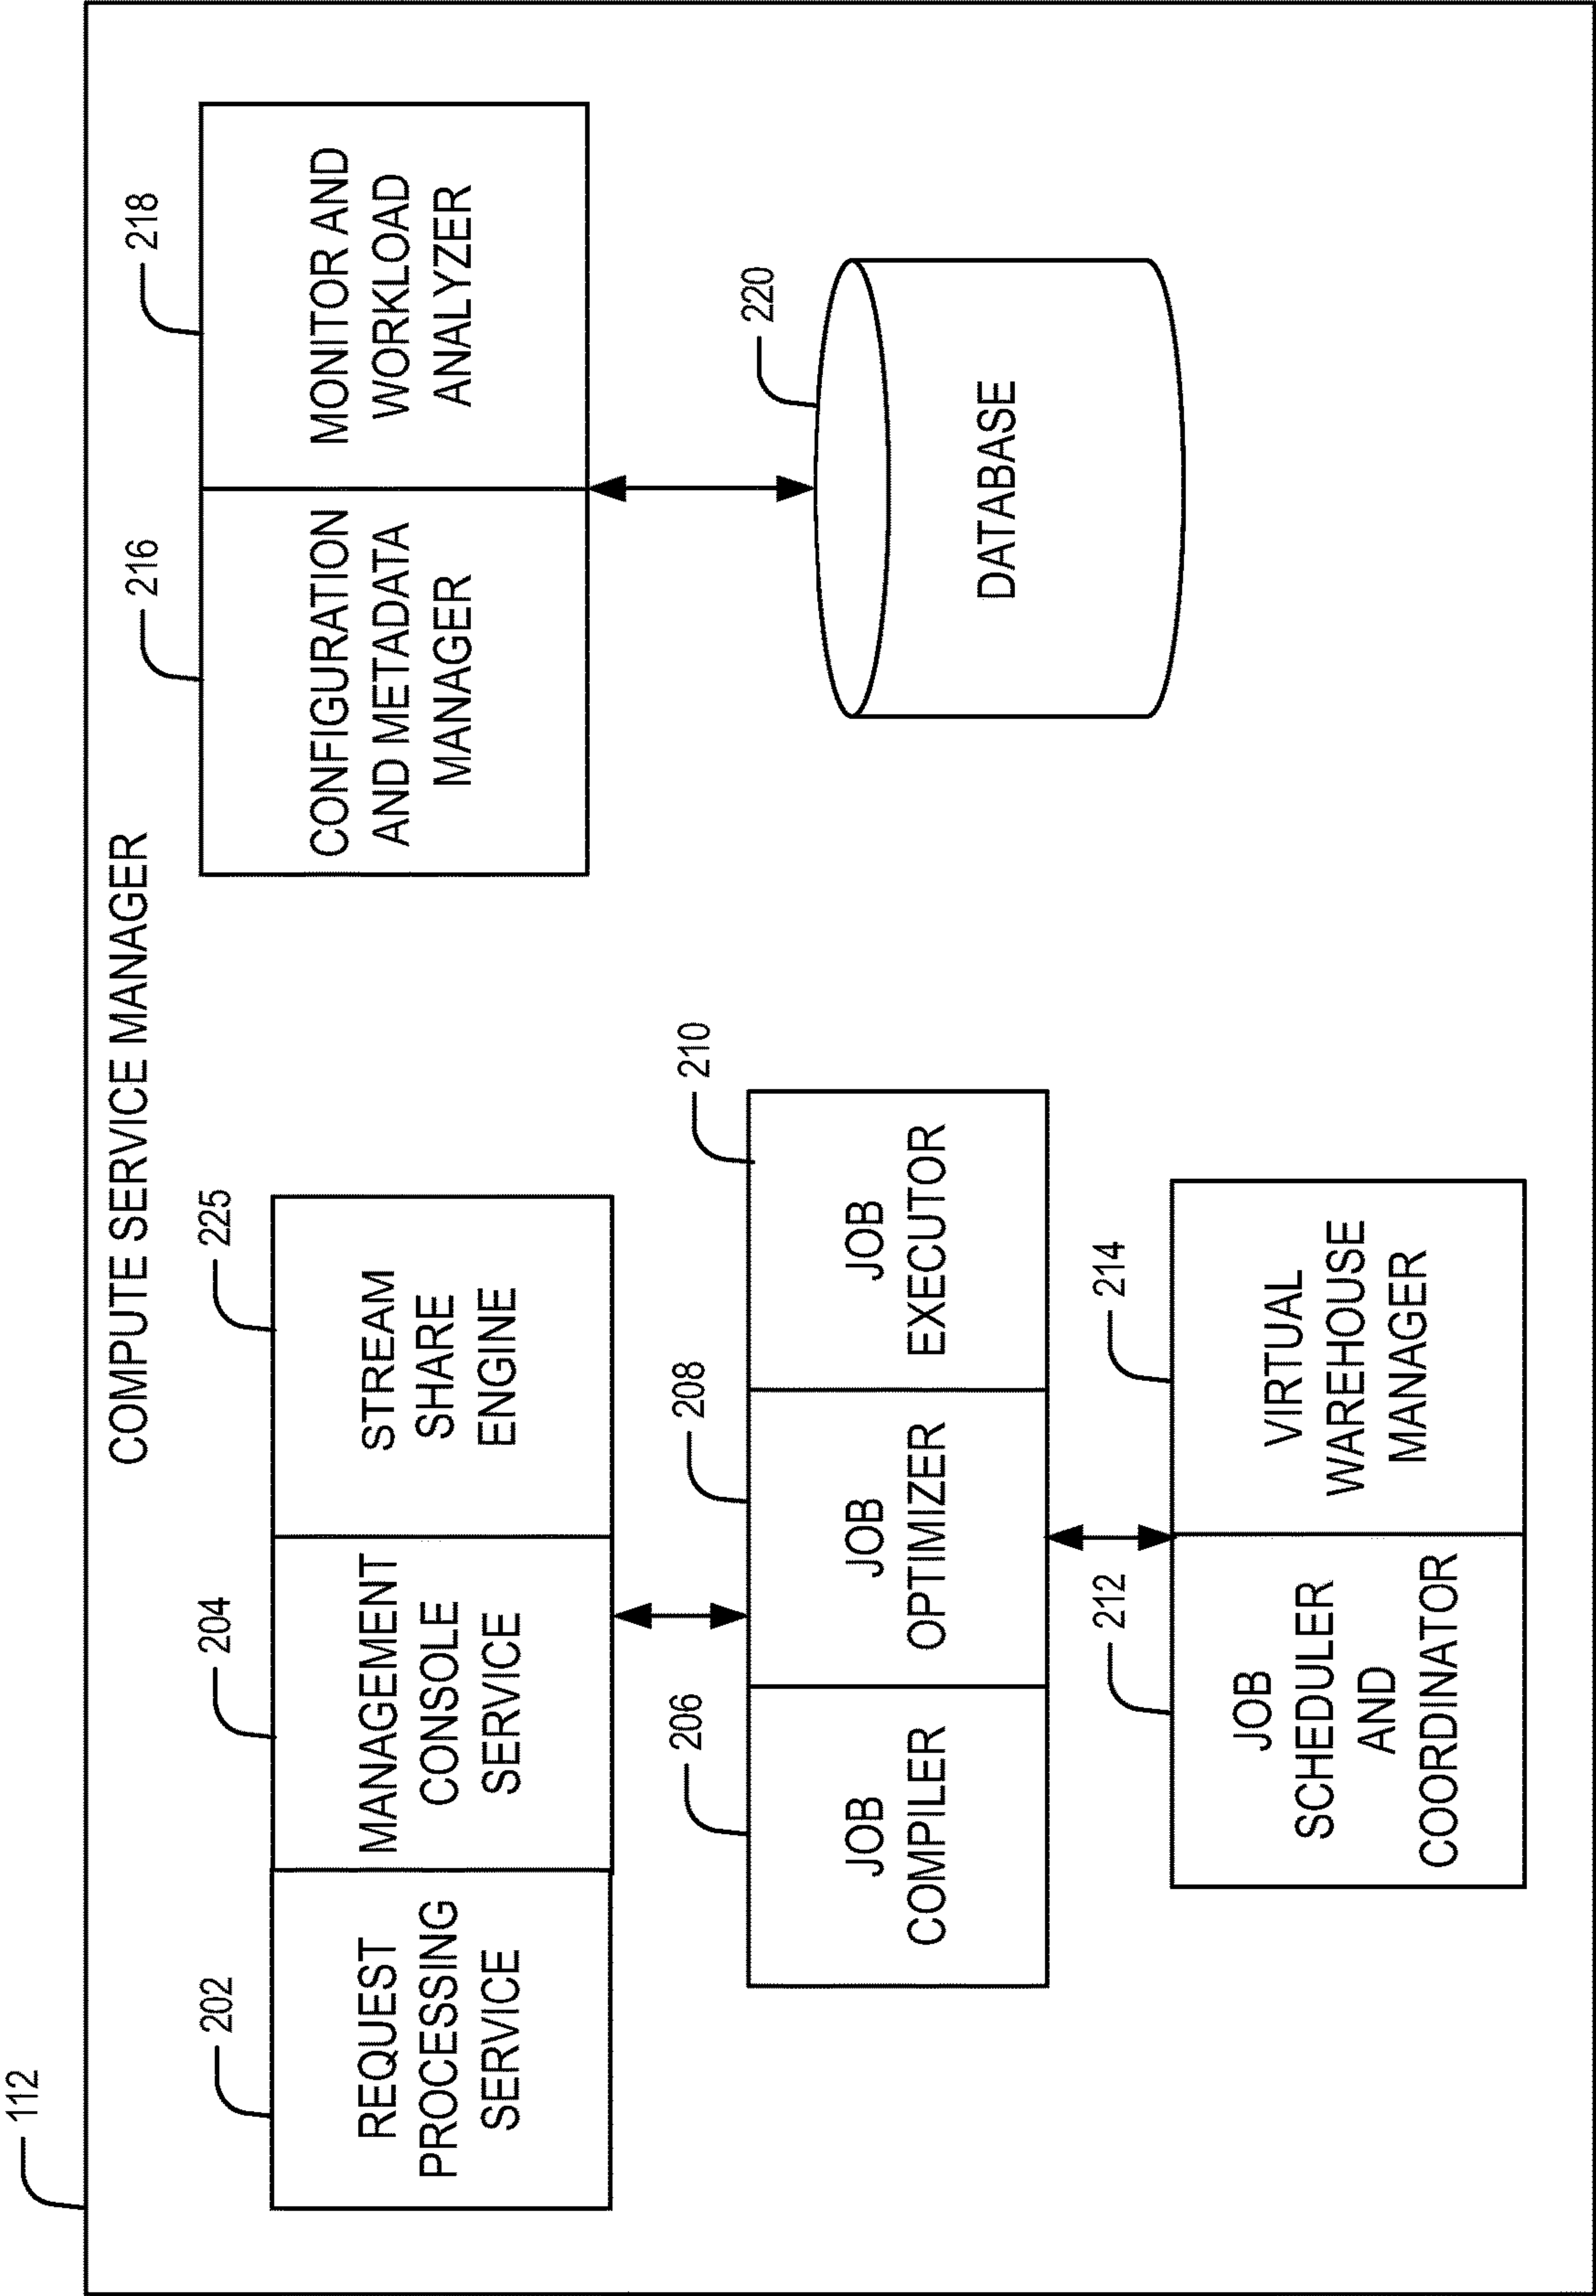 112
COMPUTE SERVICE MANAGER
202
REQUEST
PROCESSING
SERVICE
204
MANAGEMENT
CONSOLE
SERVICE
225
STREAM
SHARE
ENGINE
206
JOB
COMPILER
208
JOB
OPTIMIZER
210
JOB
EXECUTOR
212
JOB
SCHEDULER
AND
COORDINATOR
214
VIRTUAL
WAREHOUSE
MANAGER
216
CONFIGURATION
AND METADATA
MANAGER
218
MONITOR AND
WORKLOAD
ANALYZER
220
DATABASE